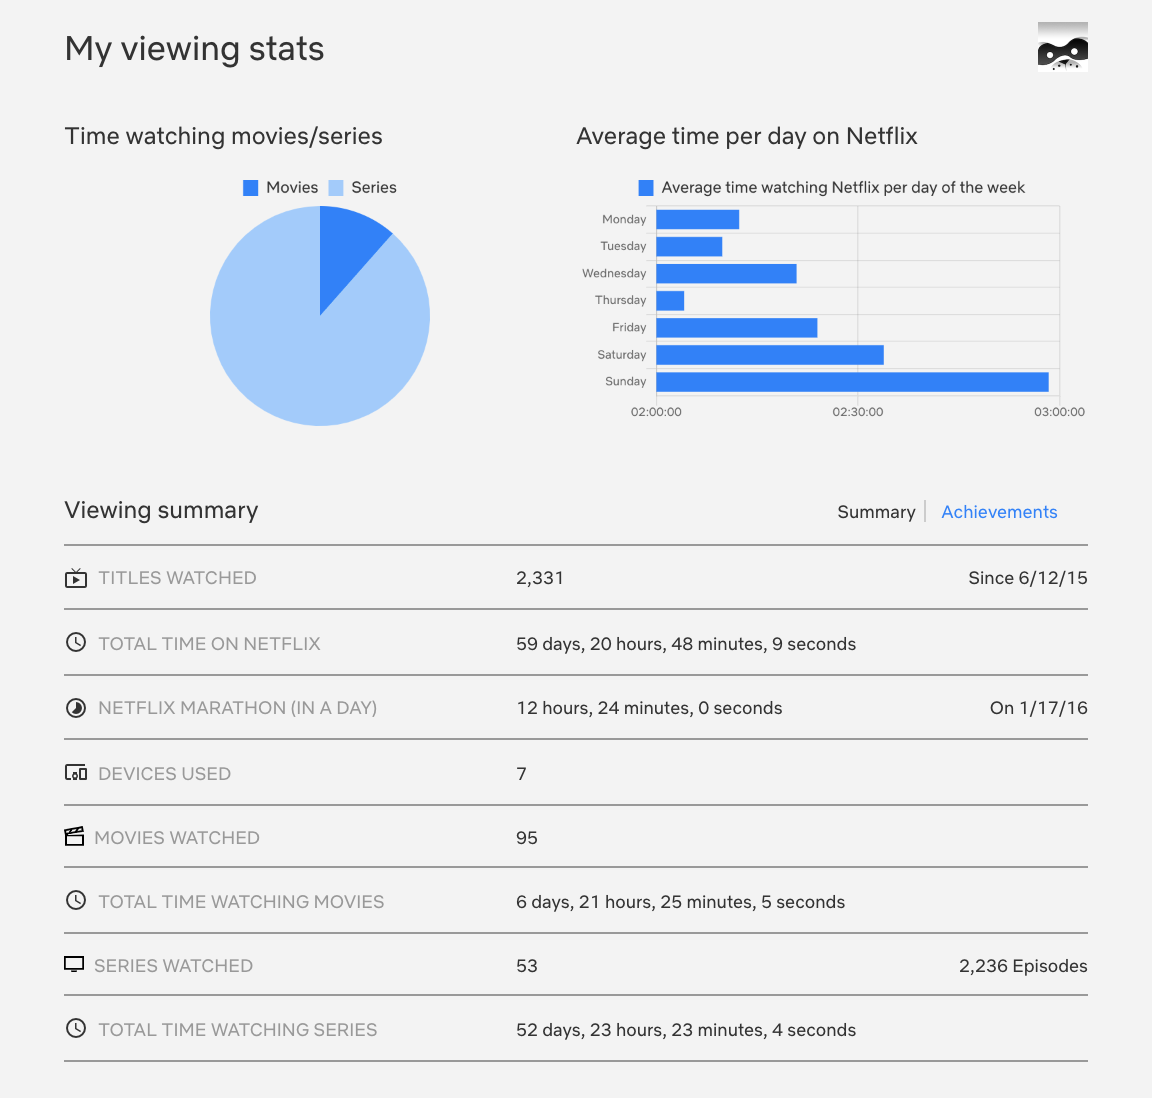 My viewing stats
Time watching movies/series
Movies Series
Average time per day on Netflix
Average time watching Netflix per day of the week
Monday
Tuesday
Wednesday
Thursday
Friday
Saturday
Sunday
02:00:00 02:30:00 03:00:00
Viewing summary
Summary Achievements
TITLES WATCHED 2,331 Since 6/12/15
TOTAL TIME ON NETFLIX 59 days, 20 hours, 48 minutes, 9 seconds
NETFLIX MARATHON (IN A DAY) 12 hours, 24 minutes, 0 seconds On 1/17/16
DEVICES USED 7
MOVIES WATCHED 95
TOTAL TIME WATCHING MOVIES 6 days, 21 hours, 25 minutes, 5 seconds
SERIES WATCHED 53 2,236 Episodes
TOTAL TIME WATCHING SERIES 52 days, 23 hours, 23 minutes, 4 seconds